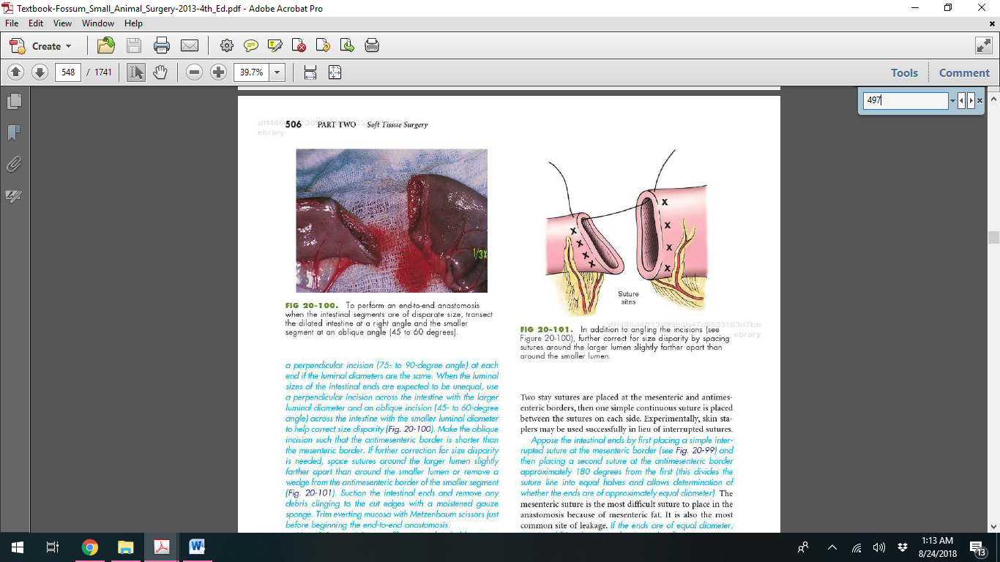 Textbook-Fossum_Small_Animal_Surgery-2013-4th_Ed.pdf - Adobe Acrobat Pro
File Edit View Window Help
Create
548 / 1741
39.7%
Tools Comment
497
506 PART TWO Soft Tissue Surgery
ebrary
1/3X
FIG 20-100. To perform an end-to-end anastomosis
when the intestinal segments are of disparate size, transect
the dilated intestine at a right angle and the smaller
segment at an oblique angle (45 to 60 degrees).
a perpendicular incision (75- to 90-degree angle) at each
end if the luminal diameters are the same. When the luminal
sizes of the intestinal ends are expected to be unequal, use
a perpendicular incision across the intestine with the larger
luminal diameter and an oblique incision (45- to 60-degree
angle) across the intestine with the smaller luminal diameter
to help correct size disparity (Fig. 20-100). Make the oblique
incision such that the antimesenteric border is shorter than
the mesenteric border. If further correction for size disparity
is needed, space sutures around the larger lumen slightly
farther apart than around the smaller lumen or remove a
wedge from the antimesenteric border of the smaller segment
(Fig. 20-101). Suction the intestinal ends and remove any
debris clinging to the cut edges with a moistened gauze
sponge. Trim everting mucosa with Metzenbaum scissors just
before beginning the end-to-end anastomosis.
x
x
x
x
x
x
x
x
Suture
sites
FIG 20-101. In addition to angling the incisions (see
ebrary
Figure 20-100), further correct for size disparity by spacing
sutures around the larger lumen slightly farther apart than
around the smaller lumen.
Two stay sutures are placed at the mesenteric and antimes-
enteric borders, then one simple continuous suture is placed
between the sutures on each side. Experimentally, skin sta-
plers may be used successfully in lieu of interrupted sutures.
Appose the intestinal ends by first placing a simple inter-
rupted suture at the mesenteric border (see Fig. 20-99) and
then placing a second suture at the antimesenteric border
approximately 180 degrees from the first (this divides the
suture line into equal halves and allows determination of
whether the ends are of approximately equal diameter). The
mesenteric suture is the most difficult suture to place in the
anastomosis because of mesenteric fat. It is also the most
common site of leakage. If the ends are of equal diameter,
1:13 AM
8/24/2018
13